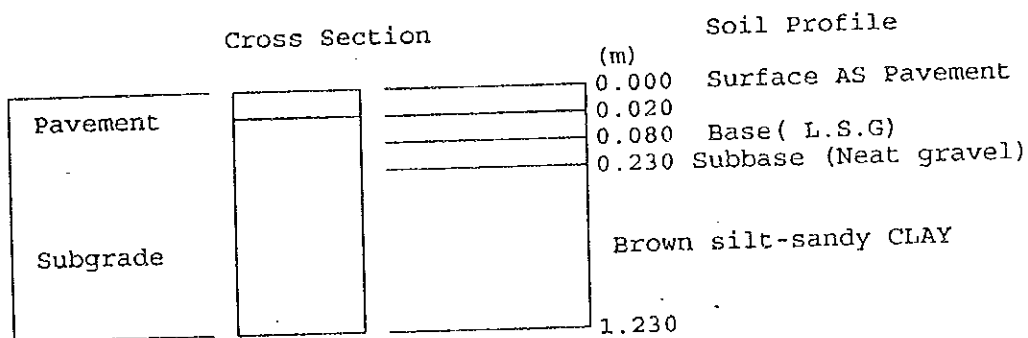 Cross Section
Soil Profile
(m)
0.000 Surface AS Pavement
0.020
Pavement
0.080 Base( L.S.G)
0.230 Subbase (Neat gravel)
Brown silt-sandy CLAY
Subgrade
1.230